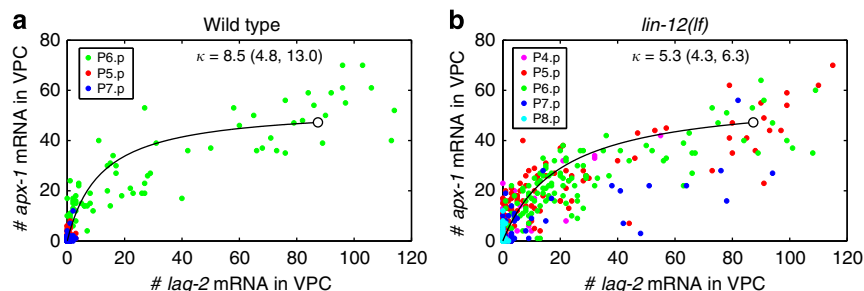 a
Wild type
κ = 8.5 (4.8, 13.0)
P6.p
P5.p
P7.p
# apx-1 mRNA in VPC
100
80
60
40
20
0
0 20 40 60 80 100 120
# lag-2 mRNA in VPC
b
lin-12(lf)
κ = 5.3 (4.3, 6.3)
P4.p
P5.p
P6.p
P7.p
P8.p
# apx-1 mRNA in VPC
100
80
60
40
20
0
0 20 40 60 80 100 120
# lag-2 mRNA in VPC